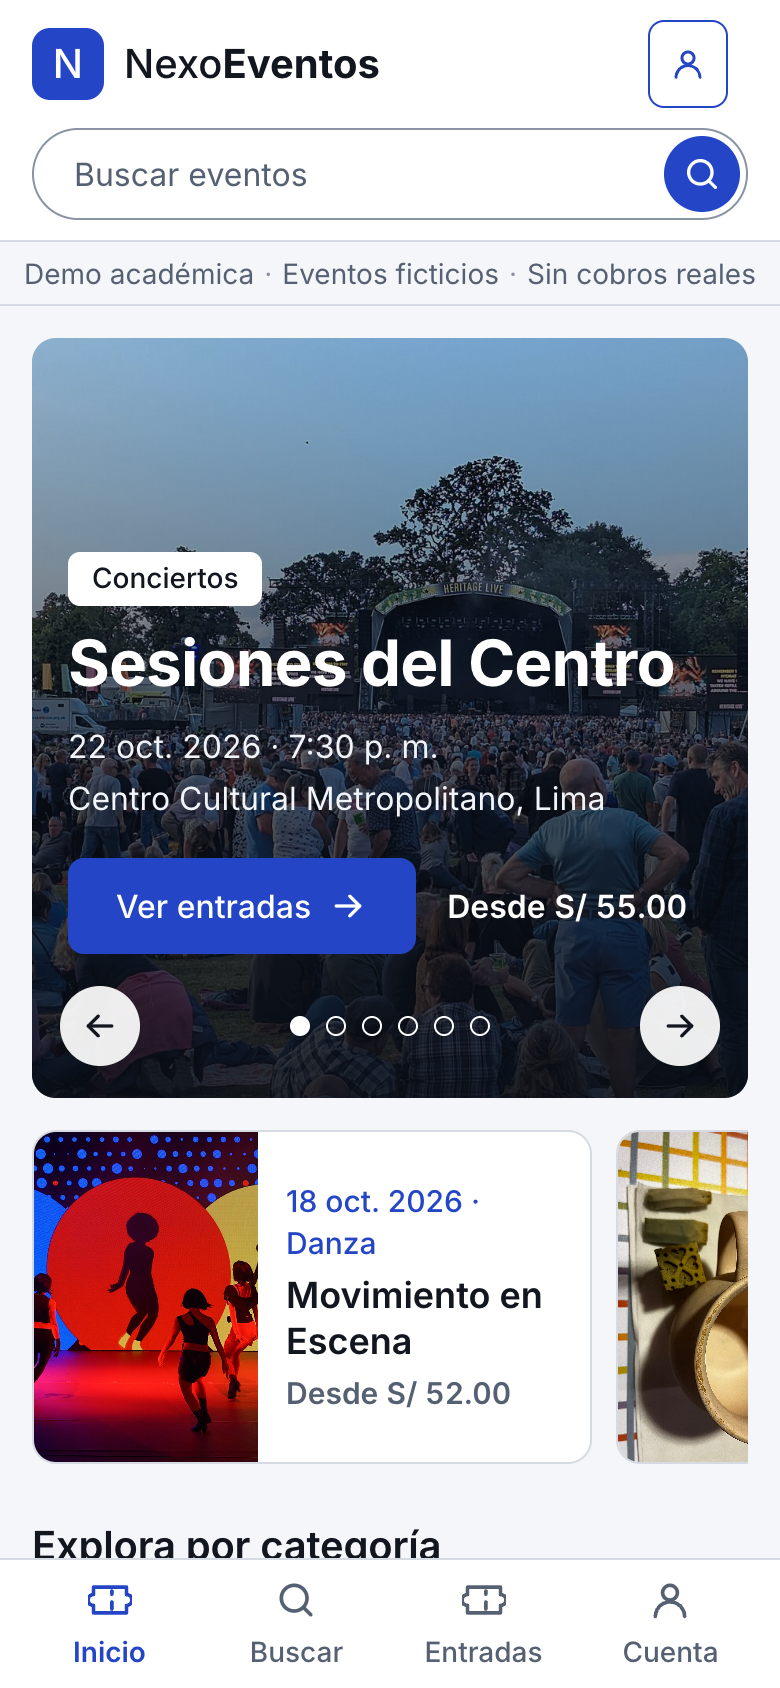 N NexoEventos
Buscar eventos
Demo académica · Eventos ficticios · Sin cobros reales
HERITAGE LIVE
Conciertos
Sesiones del Centro
22 oct. 2026 · 7:30 p. m.
Centro Cultural Metropolitano, Lima
Ver entradas → Desde S/ 55.00
18 oct. 2026 ·
Danza
Movimiento en
Escena
Desde S/ 52.00
Explora por categoría
Inicio Buscar Entradas Cuenta